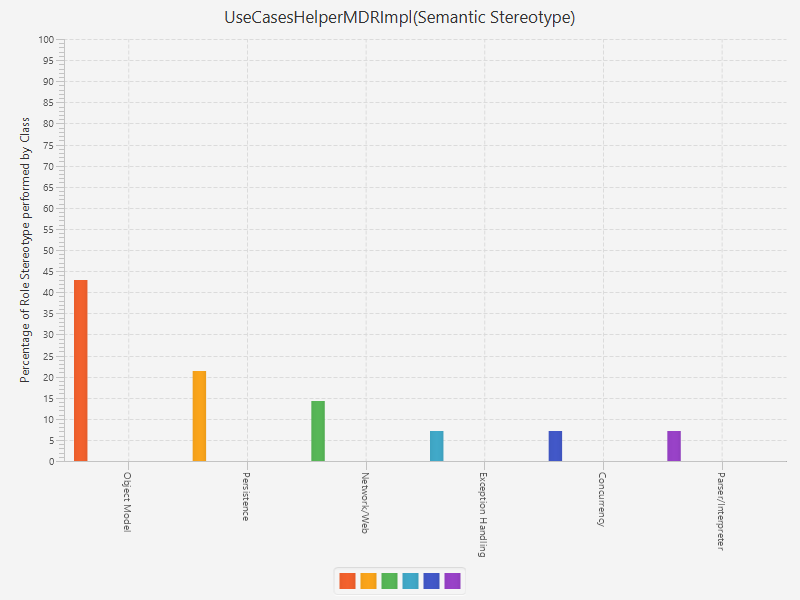 UseCasesHelperMDRImpl(Semantic Stereotype)
Percentage of Role Stereotype performed by Class
100
95
90
85
80
75
70
65
60
55
50
45
40
35
30
25
20
15
10
5
0
Object Model
Persistence
Network/Web
Exception Handling
Concurrency
Parser/Interpreter